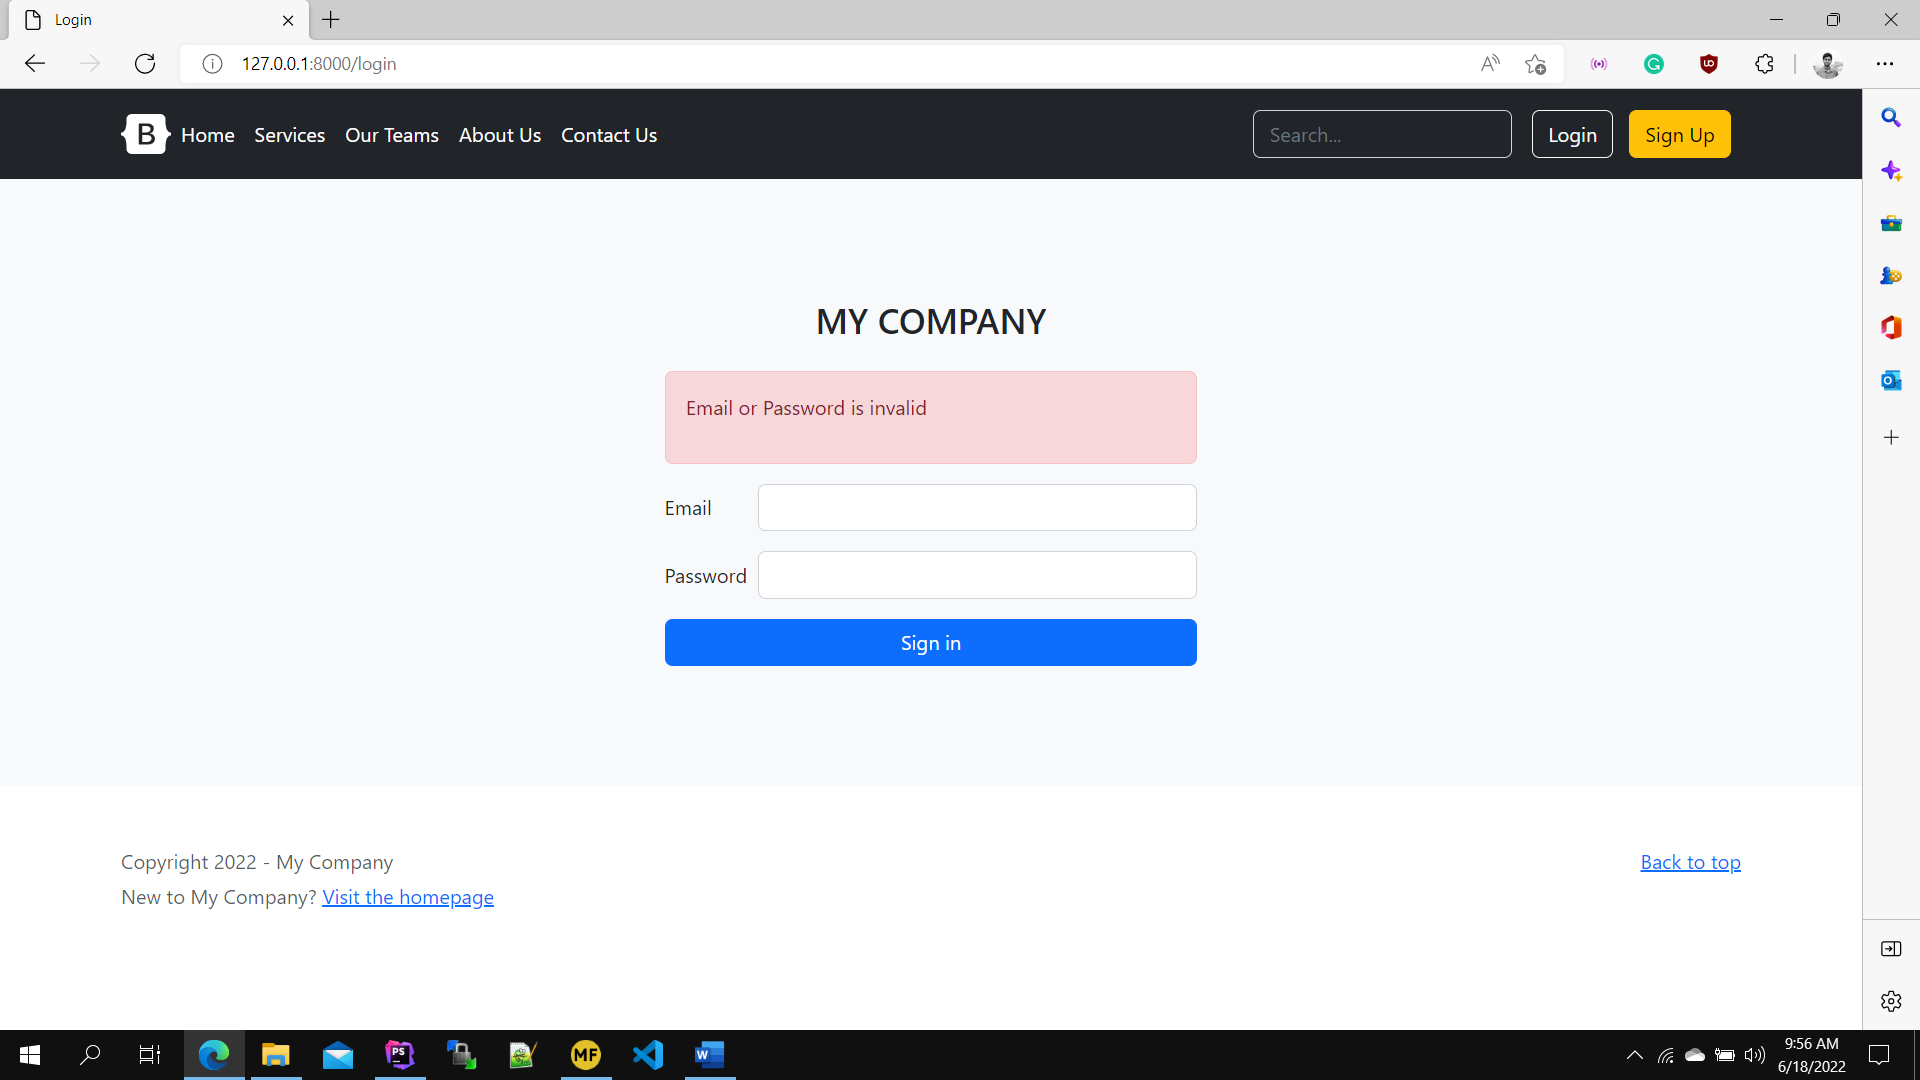 Login
127.0.0.1:8000/login
B Home Services Our Teams About Us Contact Us Search... Login Sign Up
MY COMPANY
Email or Password is invalid
Email
Password
Sign in
Copyright 2022 - My Company Back to top
New to My Company? Visit the homepage
PS MF W
9:56 AM
6/18/2022